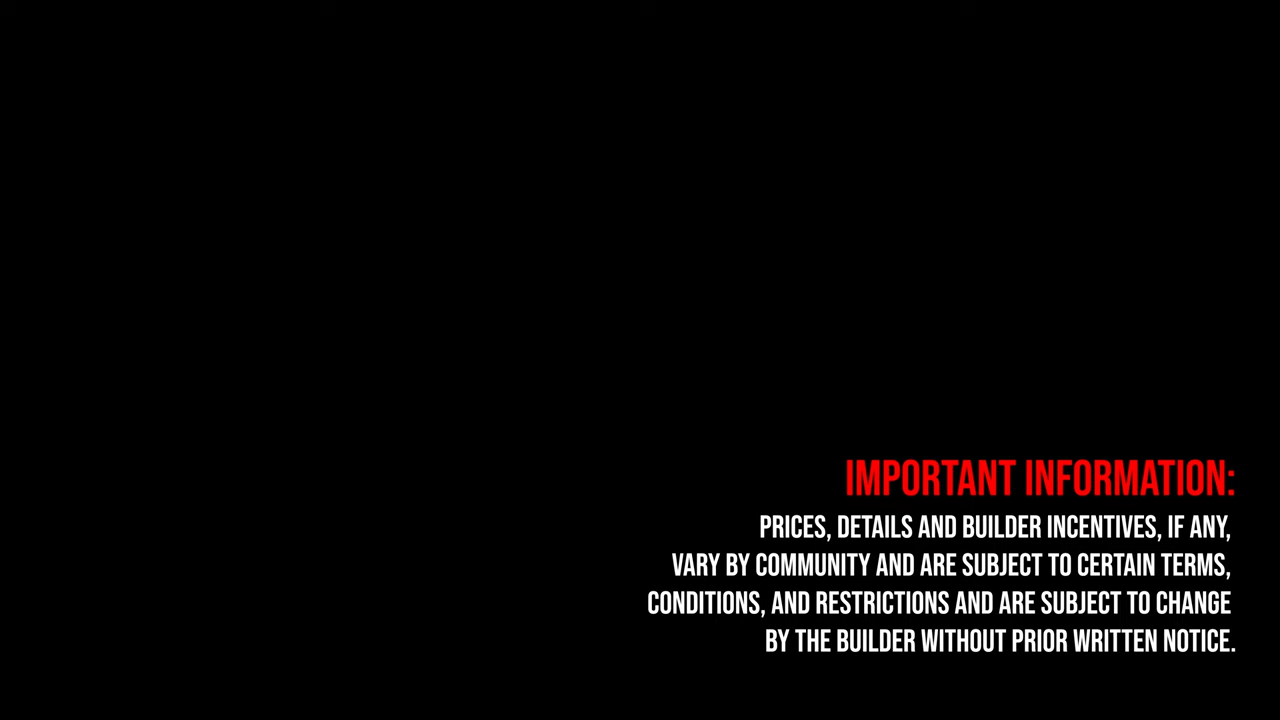 IMPORTANT INFORMATION:
PRICES, DETAILS AND BUILDER INCENTIVES, IF ANY,
VARY BY COMMUNITY AND ARE SUBJECT TO CERTAIN TERMS,
CONDITIONS, AND RESTRICTIONS AND ARE SUBJECT TO CHANGE
BY THE BUILDER WITHOUT PRIOR WRITTEN NOTICE.